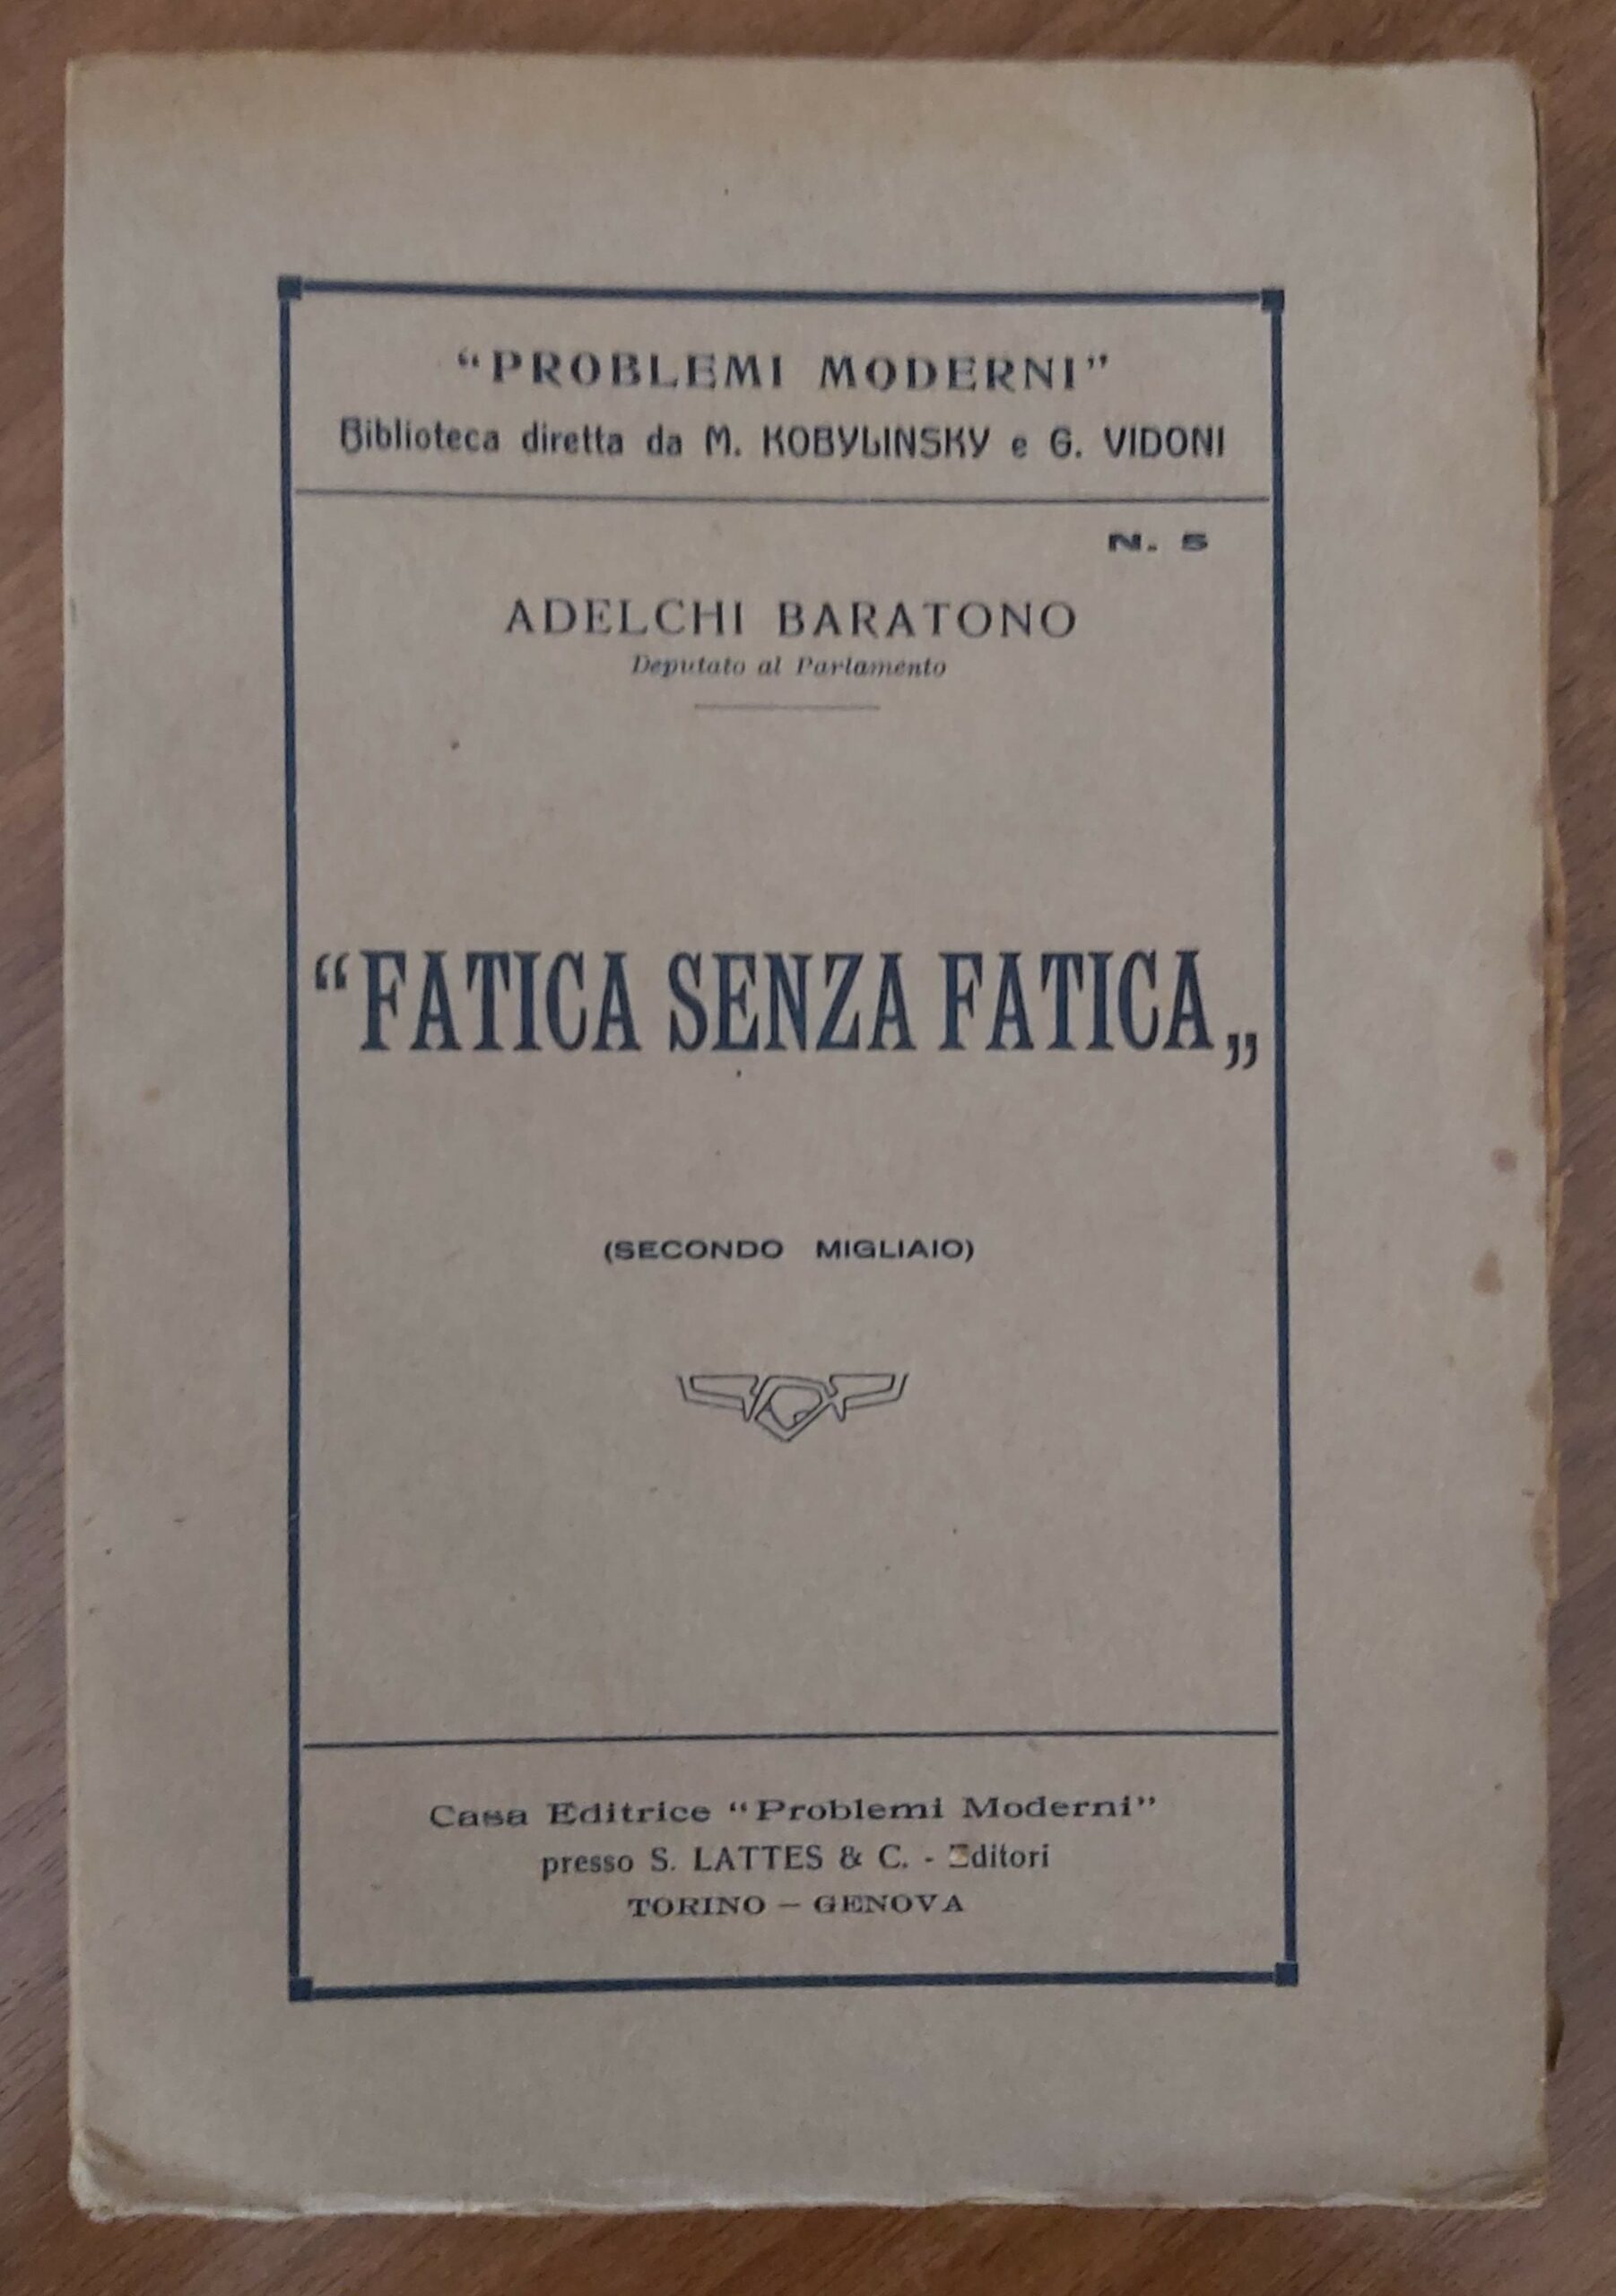 “PROBLEMI MODERNI”
Biblioteca diretta da M. KOBYLINSKY e G. VIDONI
N. 5
ADELCHI BARATONO
Deputato al Parlamento
“FATICA SENZA FATICA„
(SECONDO MIGLIAIO)
Casa Editrice “Problemi Moderni”
presso S. LATTES & C. - Editori
TORINO — GENOVA